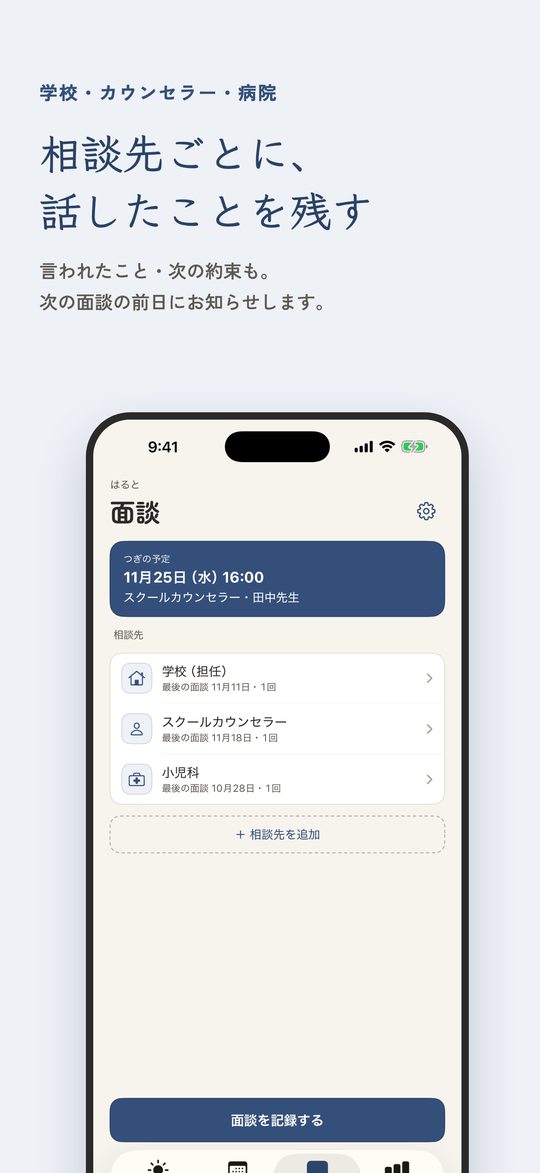 学校・カウンセラー・病院
相談先ごとに、
話したことを残す
言われたこと・次の約束も。
次の面談の前日にお知らせします。
9:41
はると
面談
つぎの予定
11月25日（水）16:00
スクールカウンセラー・田中先生
相談先
学校（担任）
最後の面談 11月11日・1回
スクールカウンセラー
最後の面談 11月18日・1回
小児科
最後の面談 10月28日・1回
＋ 相談先を追加
面談を記録する